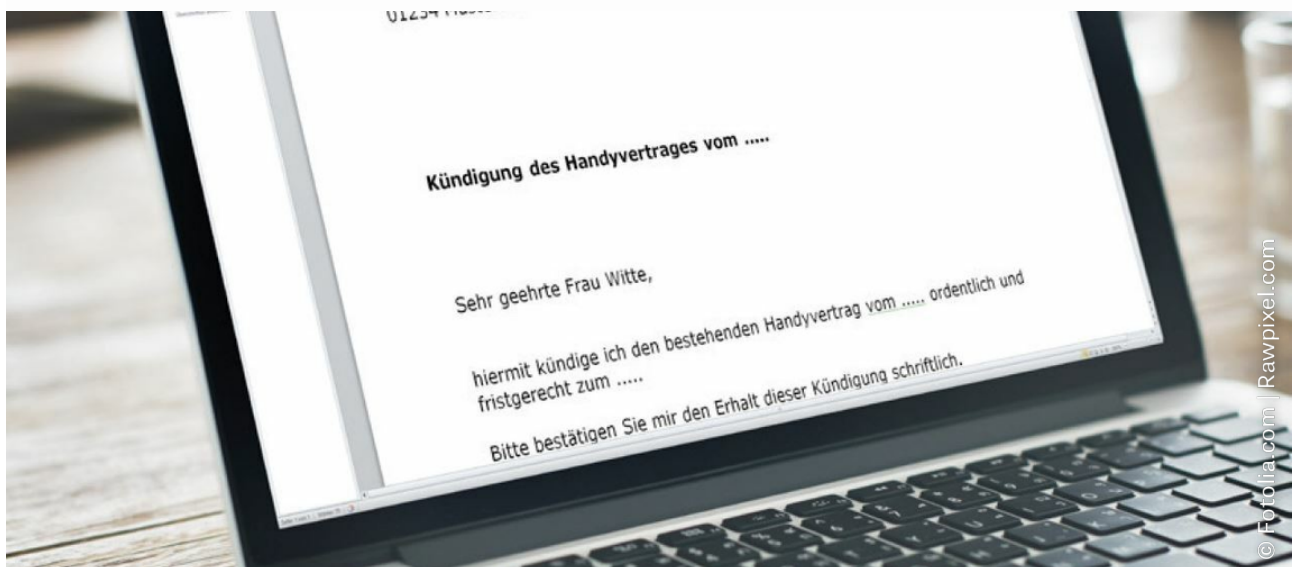 01234
Kündigung des Handyvertrages vom .....
Sehr geehrte Frau Witte,
hiermit kündige ich den bestehenden Handyvertrag vom ..... ordentlich und
fristgerecht zum .....
Bitte bestätigen Sie mir den Erhalt dieser Kündigung schriftlich.
© Fotolia.com | Rawpixel.com